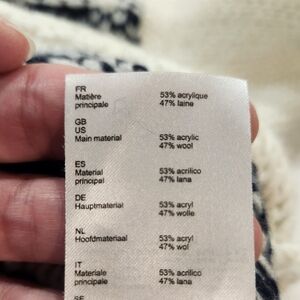 FR
Matière 53% acrylique
principale 47% laine
GB
US 53% acrylic
Main material 47% wool
ES
Material 53% acrilico
principal 47% lana
DE 53% acryl
Hauptmaterial 47% wolle
NL 53% acryl
Hoofdmateriaal 47% wol
IT
Materiale 53% acrilico
principale 47% lana
SE